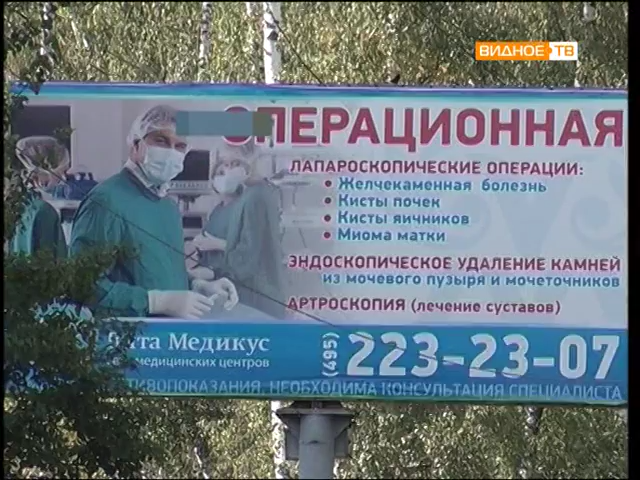 ВИДНОЕ ТВ
ОПЕРАЦИОННАЯ
ЛАПАРОСКОПИЧЕСКИЕ ОПЕРАЦИИ:
• Желчекаменная болезнь
• Кисты почек
• Кисты яичников
• Миома матки
ЭНДОСКОПИЧЕСКОЕ УДАЛЕНИЕ КАМНЕЙ
из мочевого пузыря и мочеточников
АРТРОСКОПИЯ (лечение суставов)
Медикус
медицинских центров
(495) 223-23-07
НЕОБХОДИМА КОНСУЛЬТАЦИЯ СПЕЦИАЛИСТА